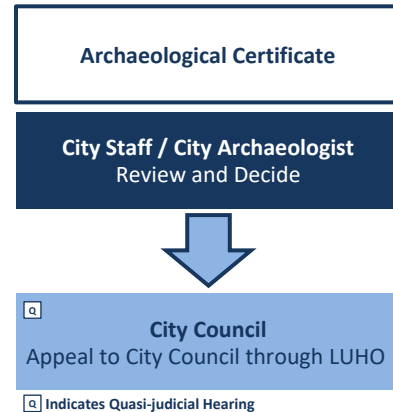 Archaeological Certificate
City Staff / City Archaeologist
Review and Decide
Q
City Council
Appeal to City Council through LUHO
Q Indicates Quasi-judicial Hearing